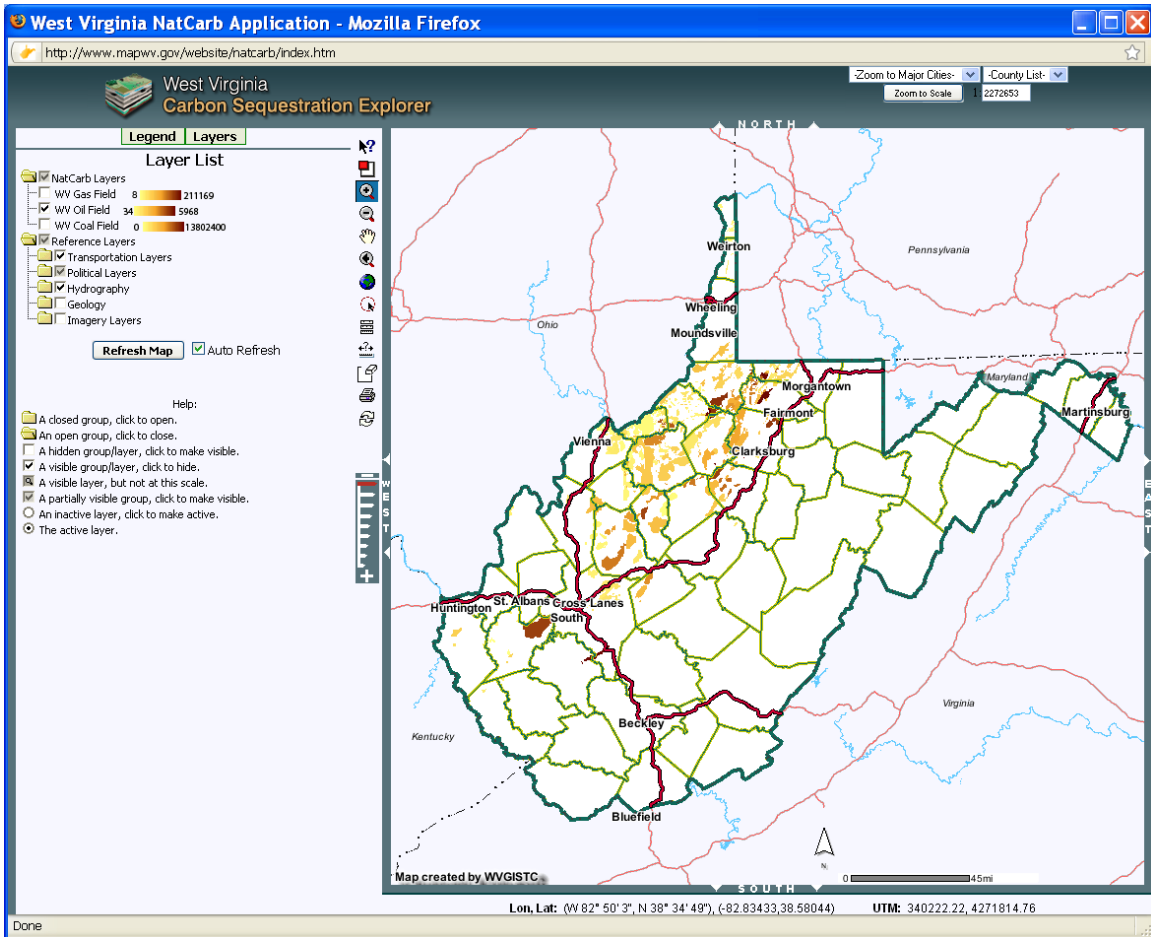 West Virginia NatCarb Application - Mozilla Firefox
http://www.mapwv.gov/website/natcarb/index.htm
West Virginia
Carbon Sequestration Explorer
-Zoom to Major Cities- -County List-
Zoom to Scale 1: 2272653
Legend Layers
Layer List
NatCarb Layers
WV Gas Field 8 211169
WV Oil Field 34 5968
WV Coal Field 0 13802400
Reference Layers
Transportation Layers
Political Layers
Hydrography
Geology
Imagery Layers
Refresh Map Auto Refresh
Help:
A closed group, click to open.
An open group, click to close.
A hidden group/layer, click to make visible.
A visible group/layer, click to hide.
A visible layer, but not at this scale.
A partially visible group, click to make visible.
An inactive layer, click to make active.
The active layer.
NORTH
WEST
EAST
Weirton
Pennsylvania
Wheeling
Ohio
Moundsville
Maryland
Morgantown
Martinsburg
Fairmont
Vienna
Clarksburg
Huntington
St. Albans
Cross Lanes
South
Beckley
Virginia
Kentucky
Bluefield
N
Map created by WVGISTC
0 45mi
SOUTH
Lon, Lat: (W 82° 50' 3", N 38° 34' 49"), (-82.83433,38.58044) UTM: 340222.22, 4271814.76
Done